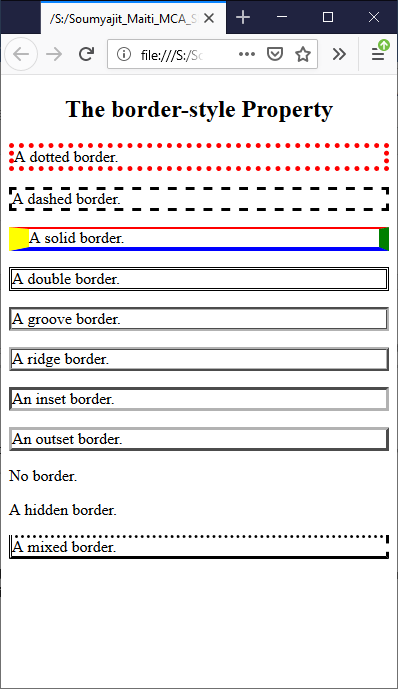 /S:/Soumyajit_Maiti_MCA_S
file:///S:/Sc
The border-style Property
A dotted border.
A dashed border.
A solid border.
A double border.
A groove border.
A ridge border.
An inset border.
An outset border.
No border.
A hidden border.
A mixed border.